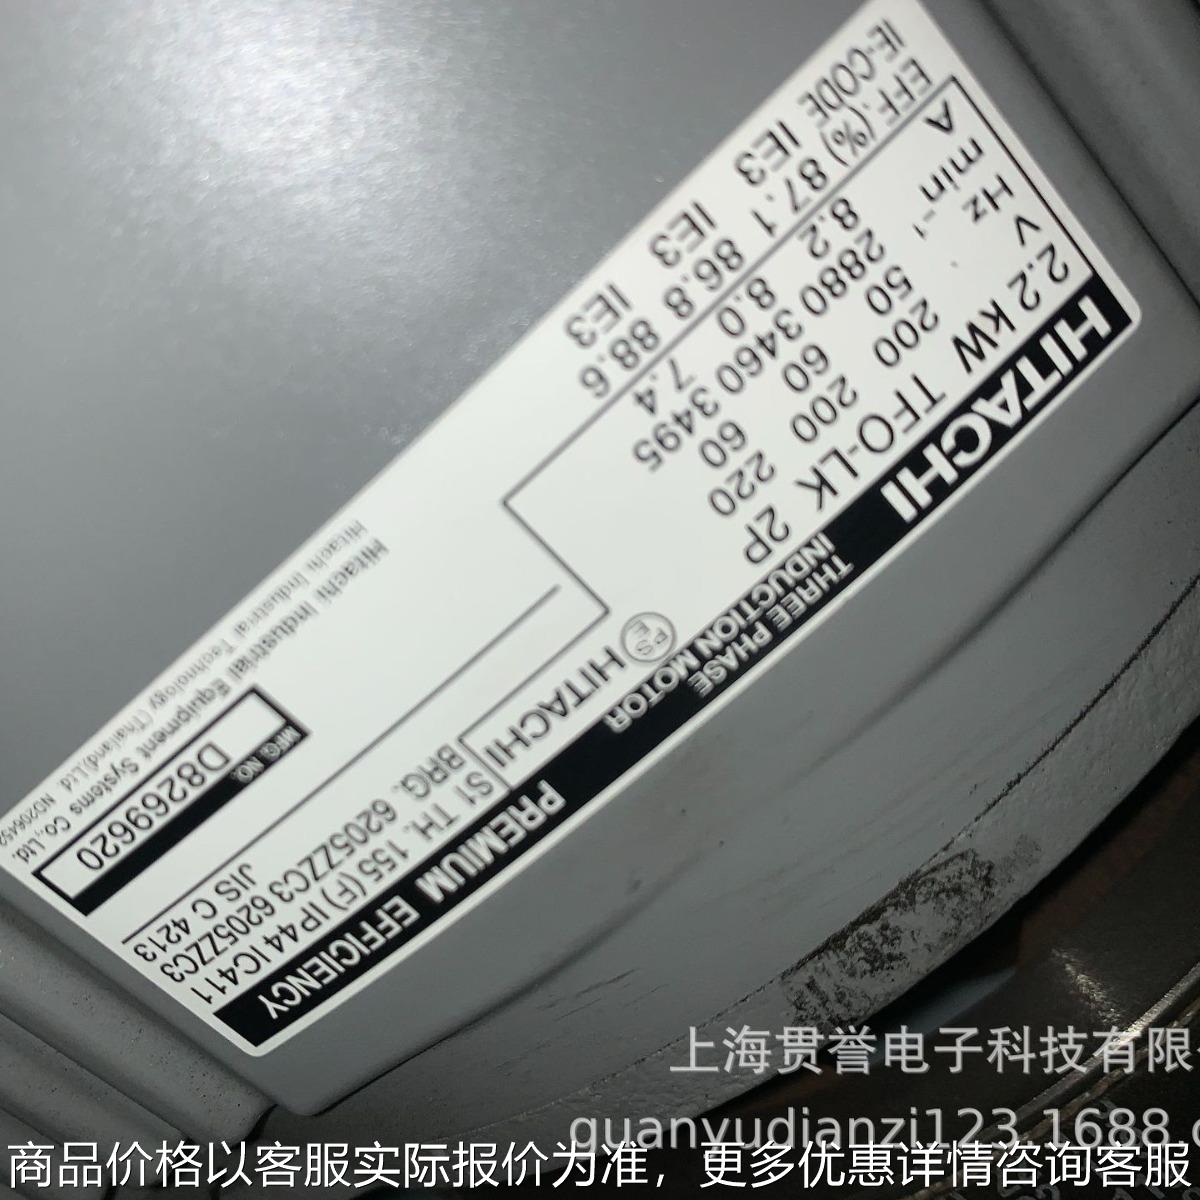 HITACHI THREE PHASE INDUCTION MOTOR PREMIUM EFFICIENCY
2.2 kW TFO-LK 2P
V 200 200 220
Hz 50 60 60
min⁻¹ 2880 3460 3495
A 8.2 8.0 7.4
EFF.(%) 87.1 86.8 88.6
IE-CODE IE3 IE3 IE3
PSE HITACHI
S1 TH. 155 (F) IP44 IC411
BRG. 6205ZZC3 6205ZZC3
JIS C 4213
MFG. NO. D8269620
Hitachi Industrial Equipment Systems Co., Ltd.
Hitachi Industrial Technology (Thailand),Ltd ND206452
上海贯誉电子科技有限
guanyudianzi123.1688.c
商品价格以客服实际报价为准，更多优惠详情咨询客服